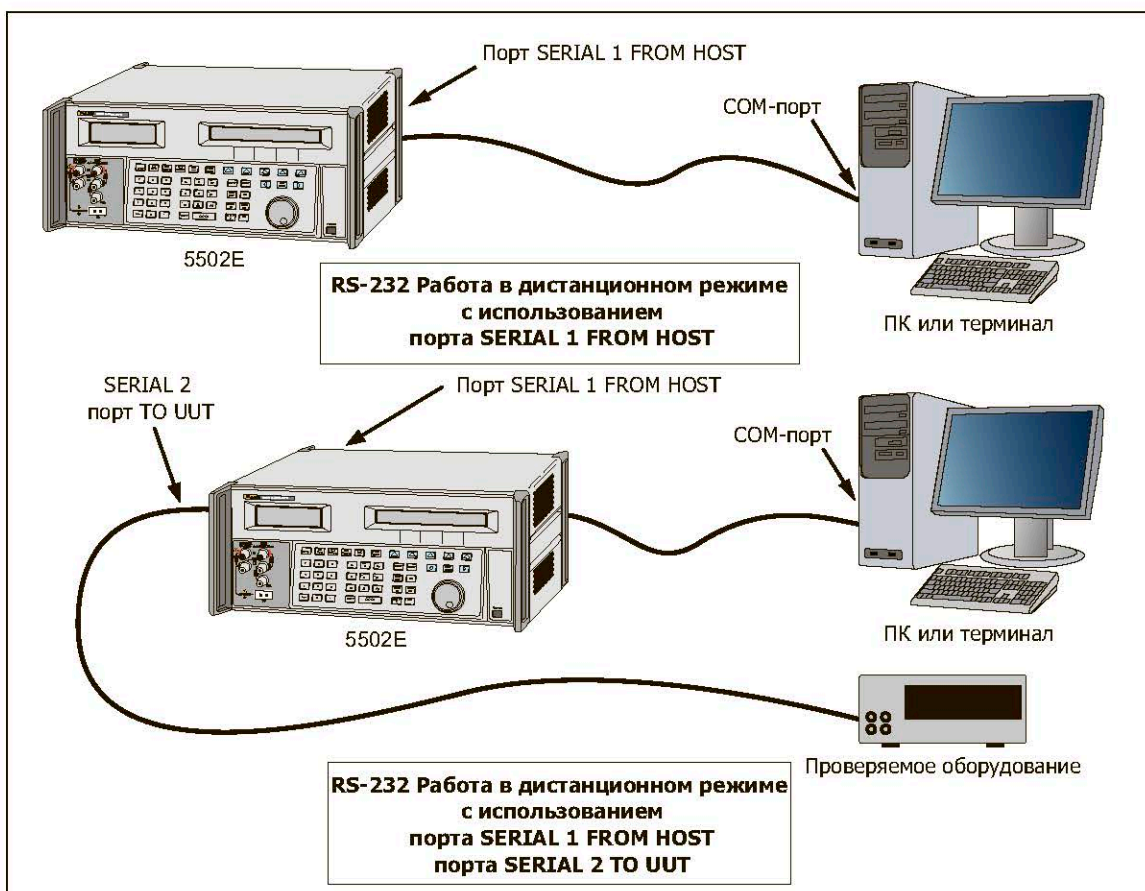 Порт SERIAL 1 FROM HOST
COM-порт
5502E
ПК или терминал
RS-232 Работа в дистанционном режиме
с использованием
порта SERIAL 1 FROM HOST
SERIAL 2
порт TO UUT
Порт SERIAL 1 FROM HOST
COM-порт
5502E
ПК или терминал
Проверяемое оборудование
RS-232 Работа в дистанционном режиме
с использованием
порта SERIAL 1 FROM HOST
порта SERIAL 2 TO UUT